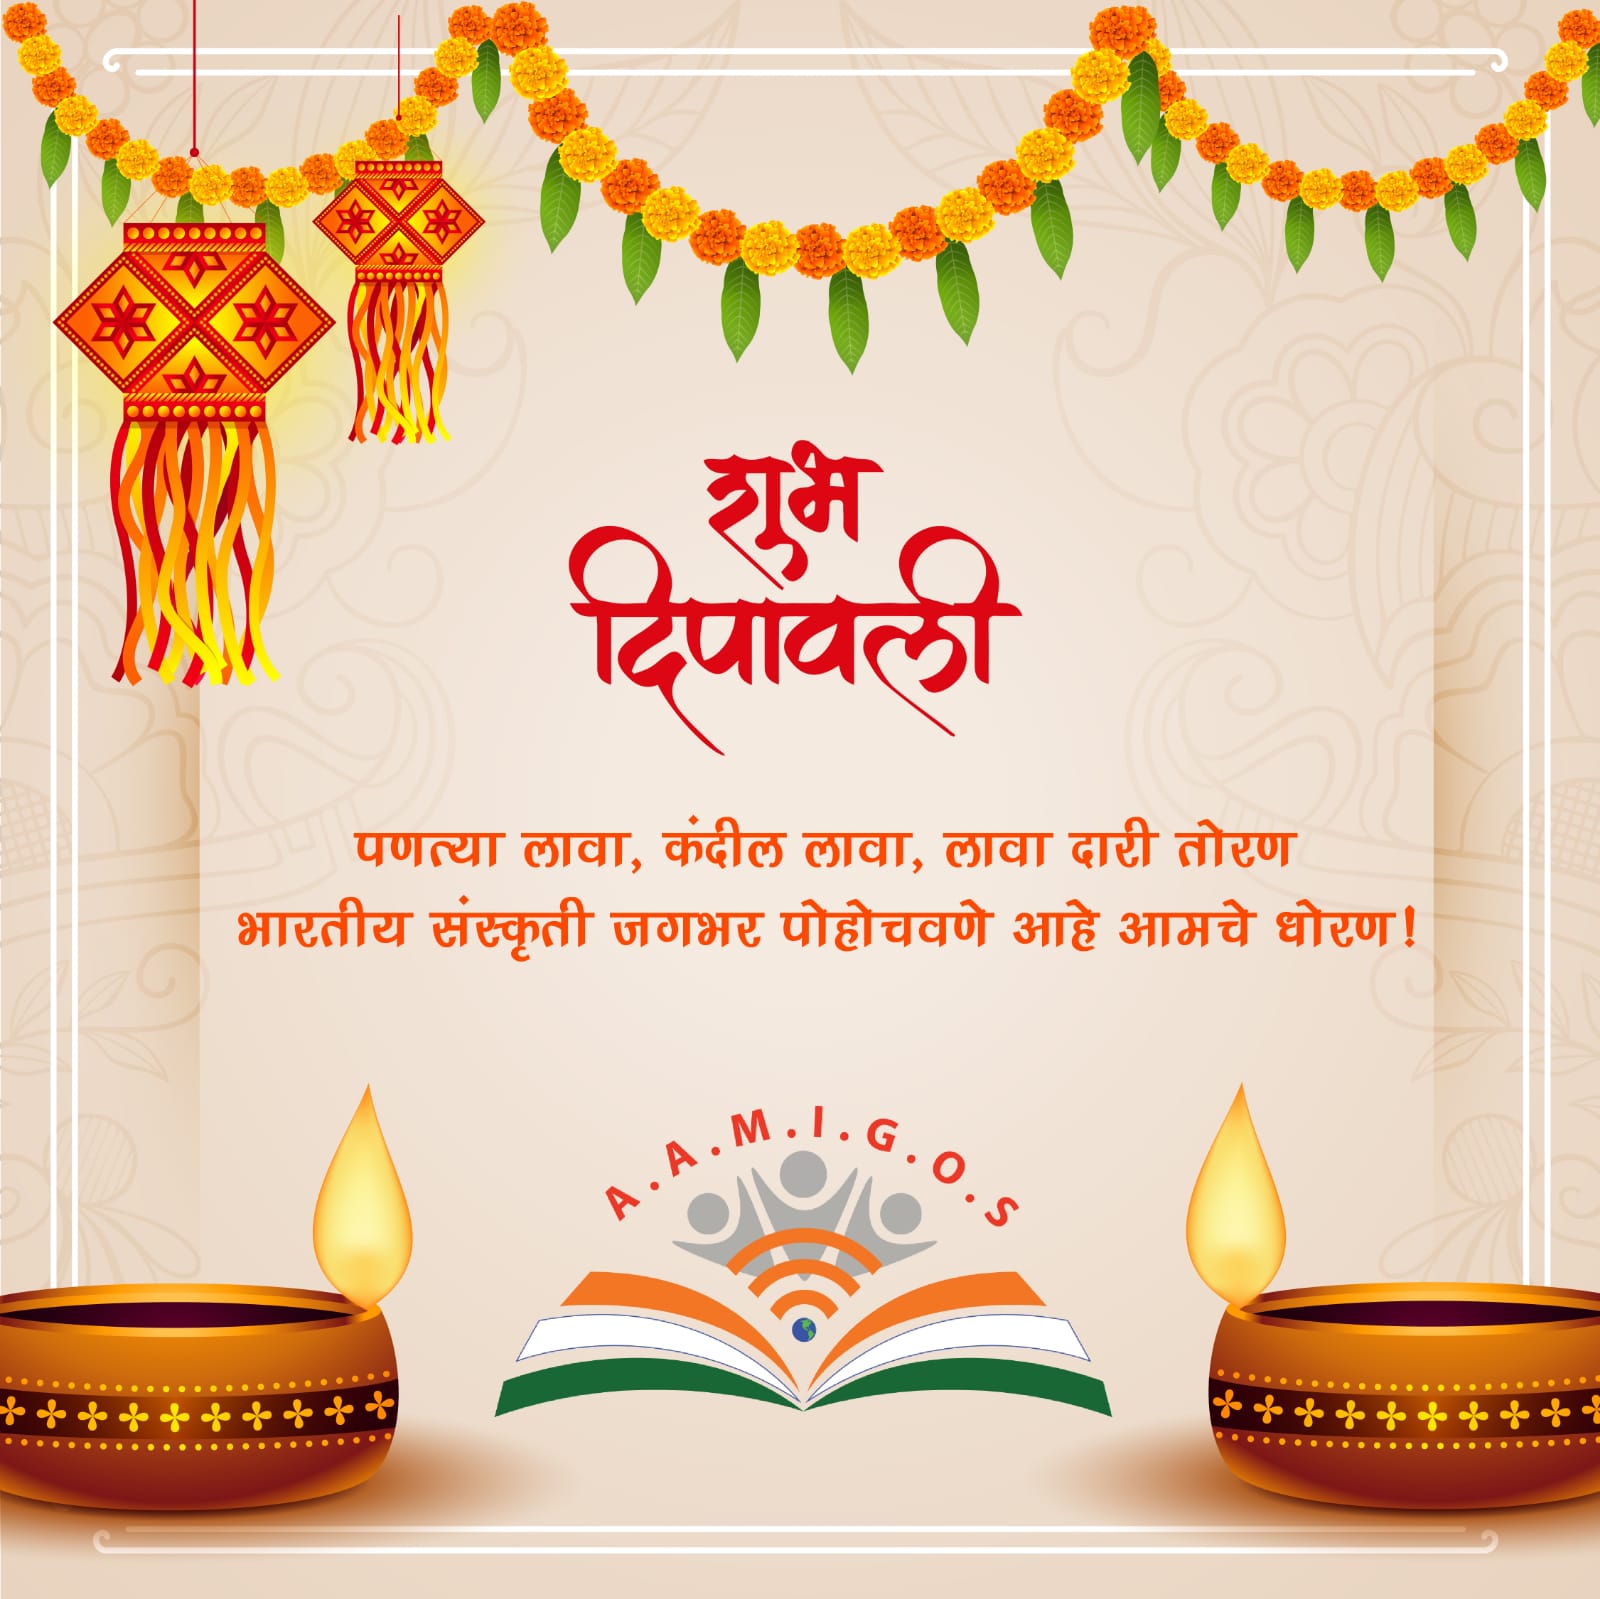 शुभ
दिपावली
पणत्या लावा, कंदील लावा, लावा दारी तोरण
भारतीय संस्कृती जगभर पोहोचवणे आहे आमचे धोरण!
A.A.M.I.G.O.S